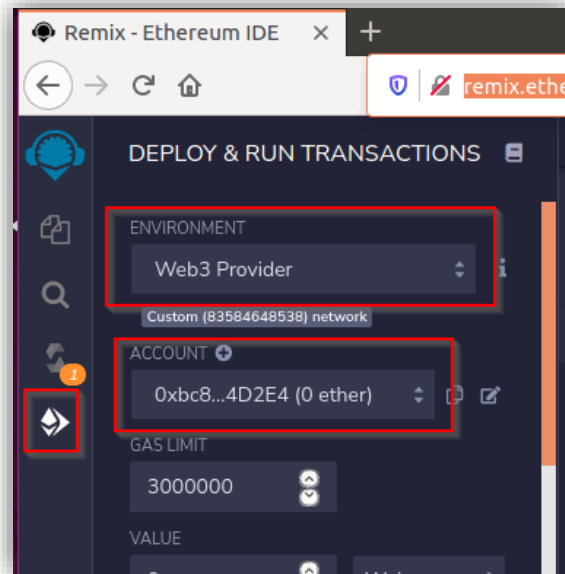 Remix - Ethereum IDE
remix.ethe
DEPLOY & RUN TRANSACTIONS
ENVIRONMENT
Web3 Provider
i
Custom (83584648538) network
ACCOUNT
0xbc8...4D2E4 (0 ether)
1
GAS LIMIT
3000000
VALUE